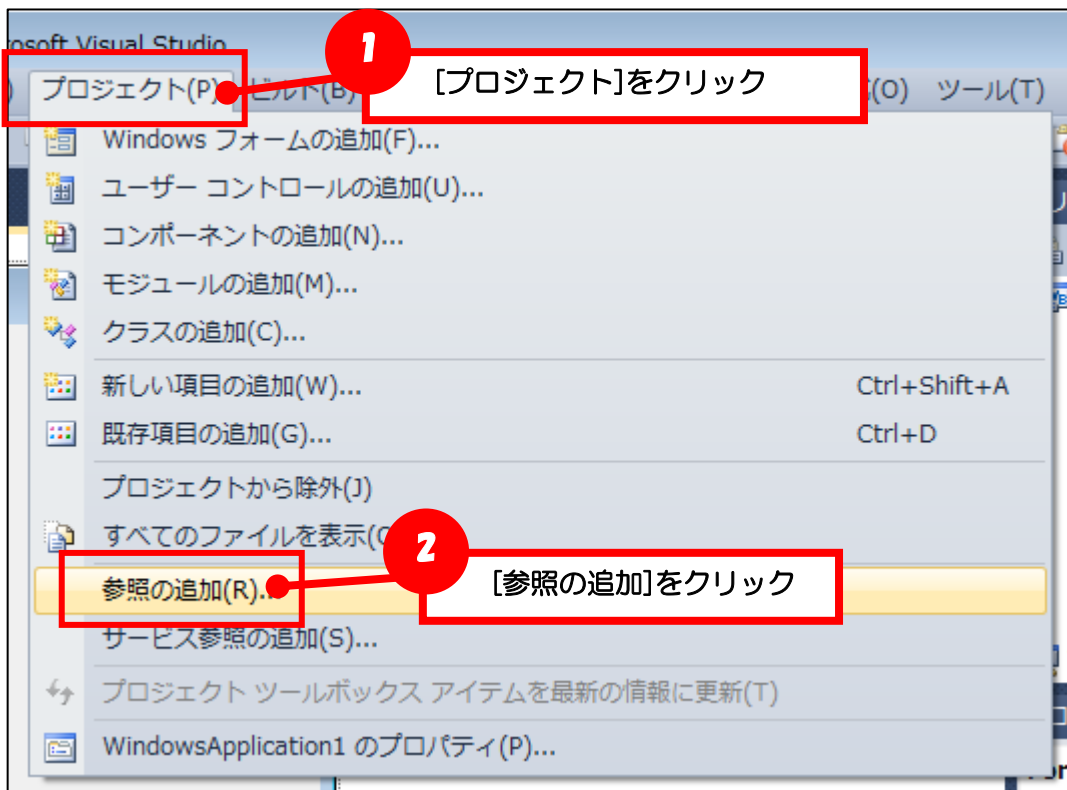 Visual Studio
1
[プロジェクト]をクリック
プロジェクト(P) ビルド(B) (O) ツール(T)
Windows フォームの追加(F)...
ユーザー コントロールの追加(U)...
コンポーネントの追加(N)...
モジュールの追加(M)...
クラスの追加(C)...
新しい項目の追加(W)... Ctrl+Shift+A
既存項目の追加(G)... Ctrl+D
プロジェクトから除外(J)
すべてのファイルを表示(O
2
参照の追加(R)...
[参照の追加]をクリック
サービス参照の追加(S)...
プロジェクト ツールボックス アイテムを最新の情報に更新(T)
WindowsApplication1 のプロパティ(P)...